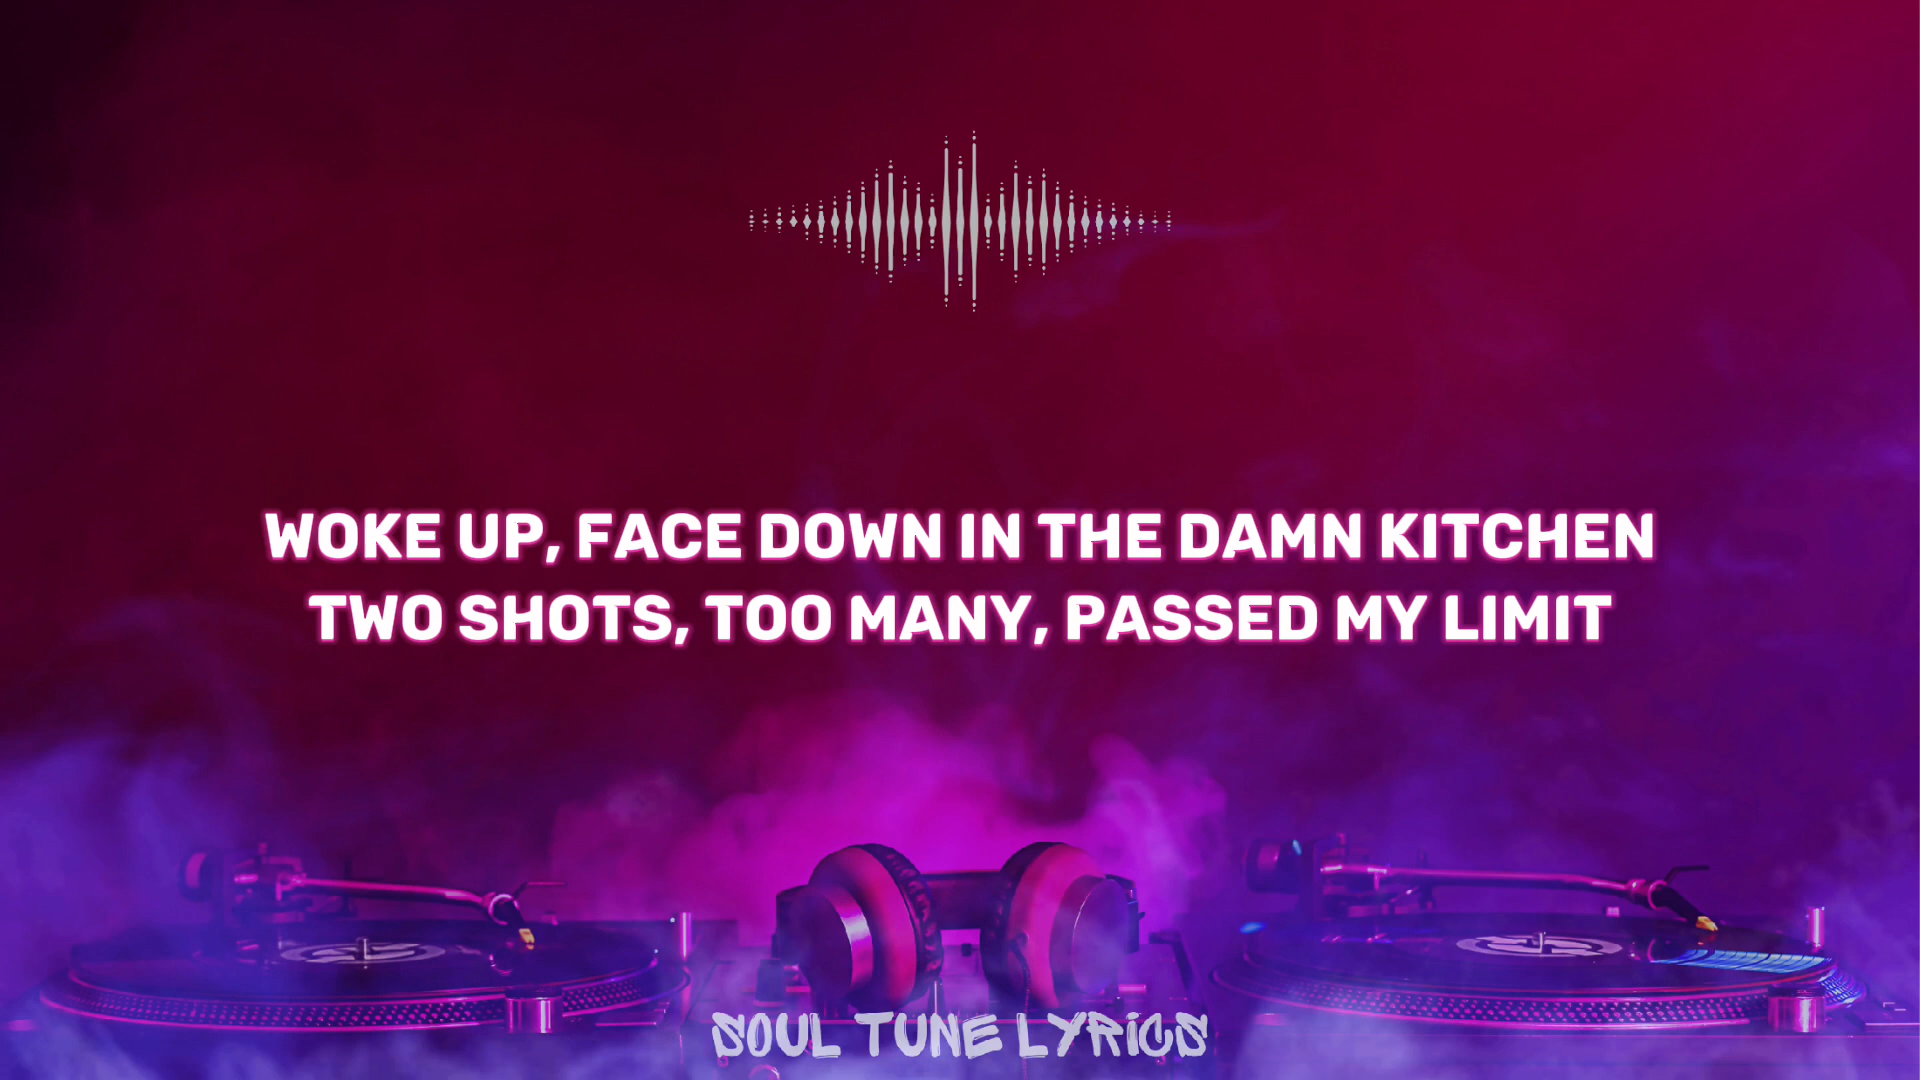 WOKE UP, FACE DOWN IN THE DAMN KITCHEN
TWO SHOTS, TOO MANY, PASSED MY LIMIT
SOUL TUNE LYRICS